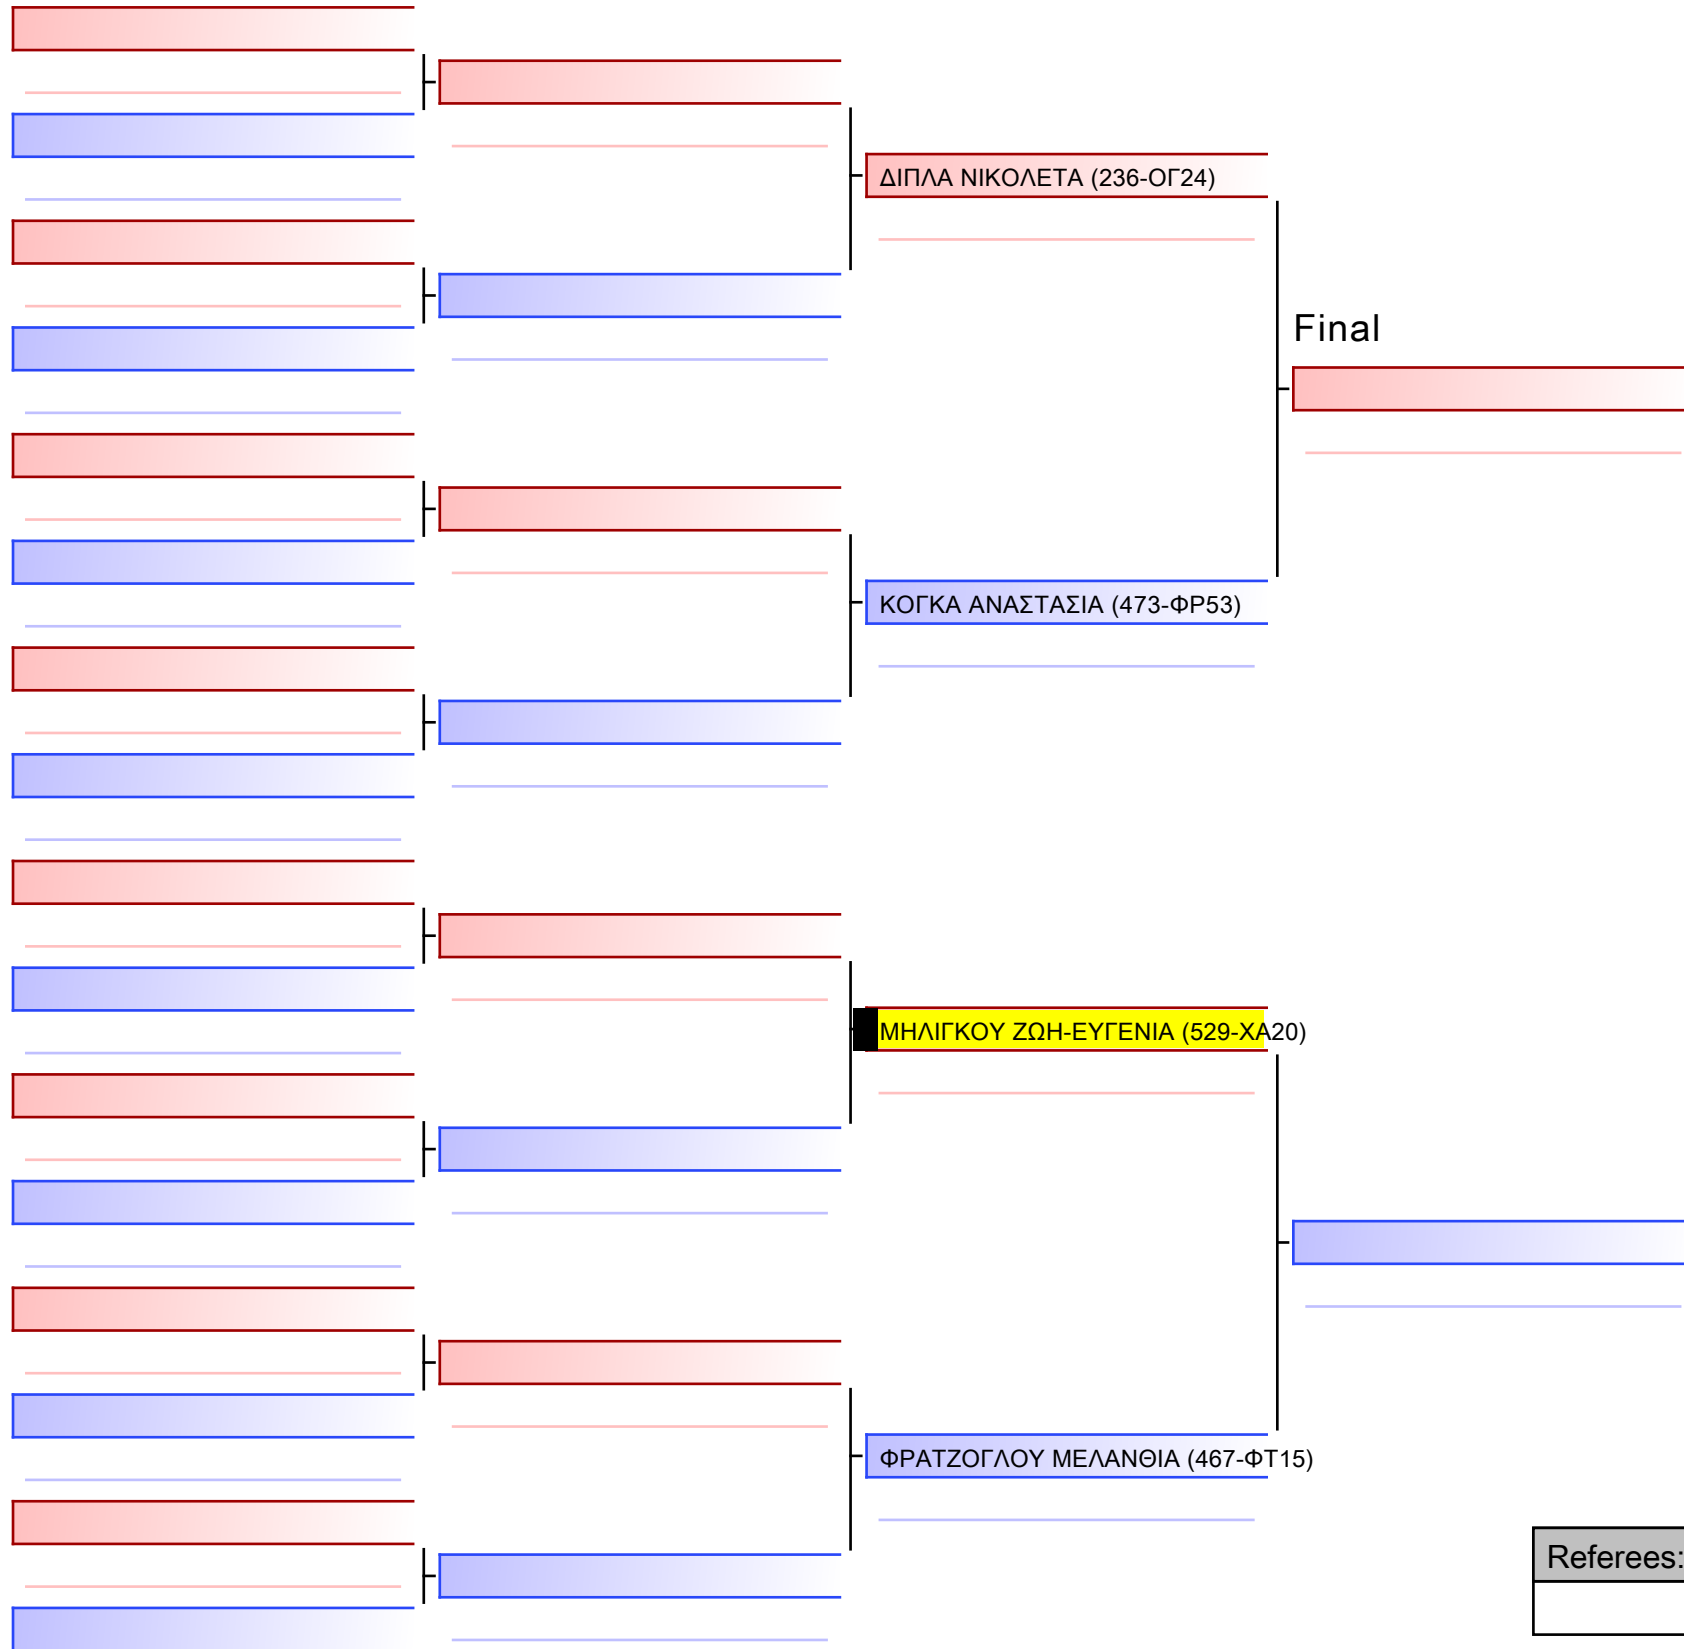 ΔΙΠΛΑ ΝΙΚΟΛΕΤΑ (236-ΟΓ24)
Final
ΚΟΓΚΑ ΑΝΑΣΤΑΣΙΑ (473-ΦΡ53)
ΜΗΛΙΓΚΟΥ ΖΩΗ-ΕΥΓΕΝΙΑ (529-ΧΑ20)
ΦΡΑΤΖΟΓΛΟΥ ΜΕΛΑΝΘΙΑ (467-ΦΤ15)
Referees: